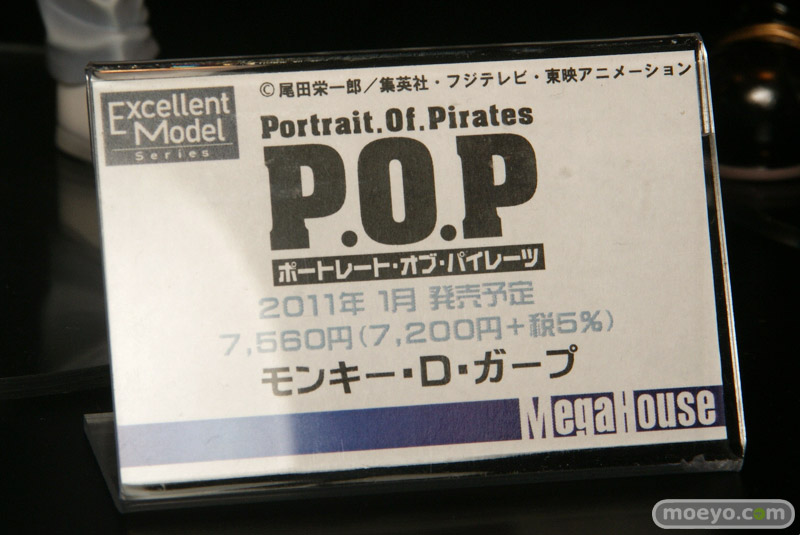 ©尾田栄一郎／集英社・フジテレビ・東映アニメーション
Excellent
Model
Series
Portrait.Of.Pirates
P.O.P
ポートレート・オブ・パイレーツ
2011年 1月 発売予定
7,560円(7,200円+税5%)
モンキー・D・ガープ
MegaHouse
moeyo.com